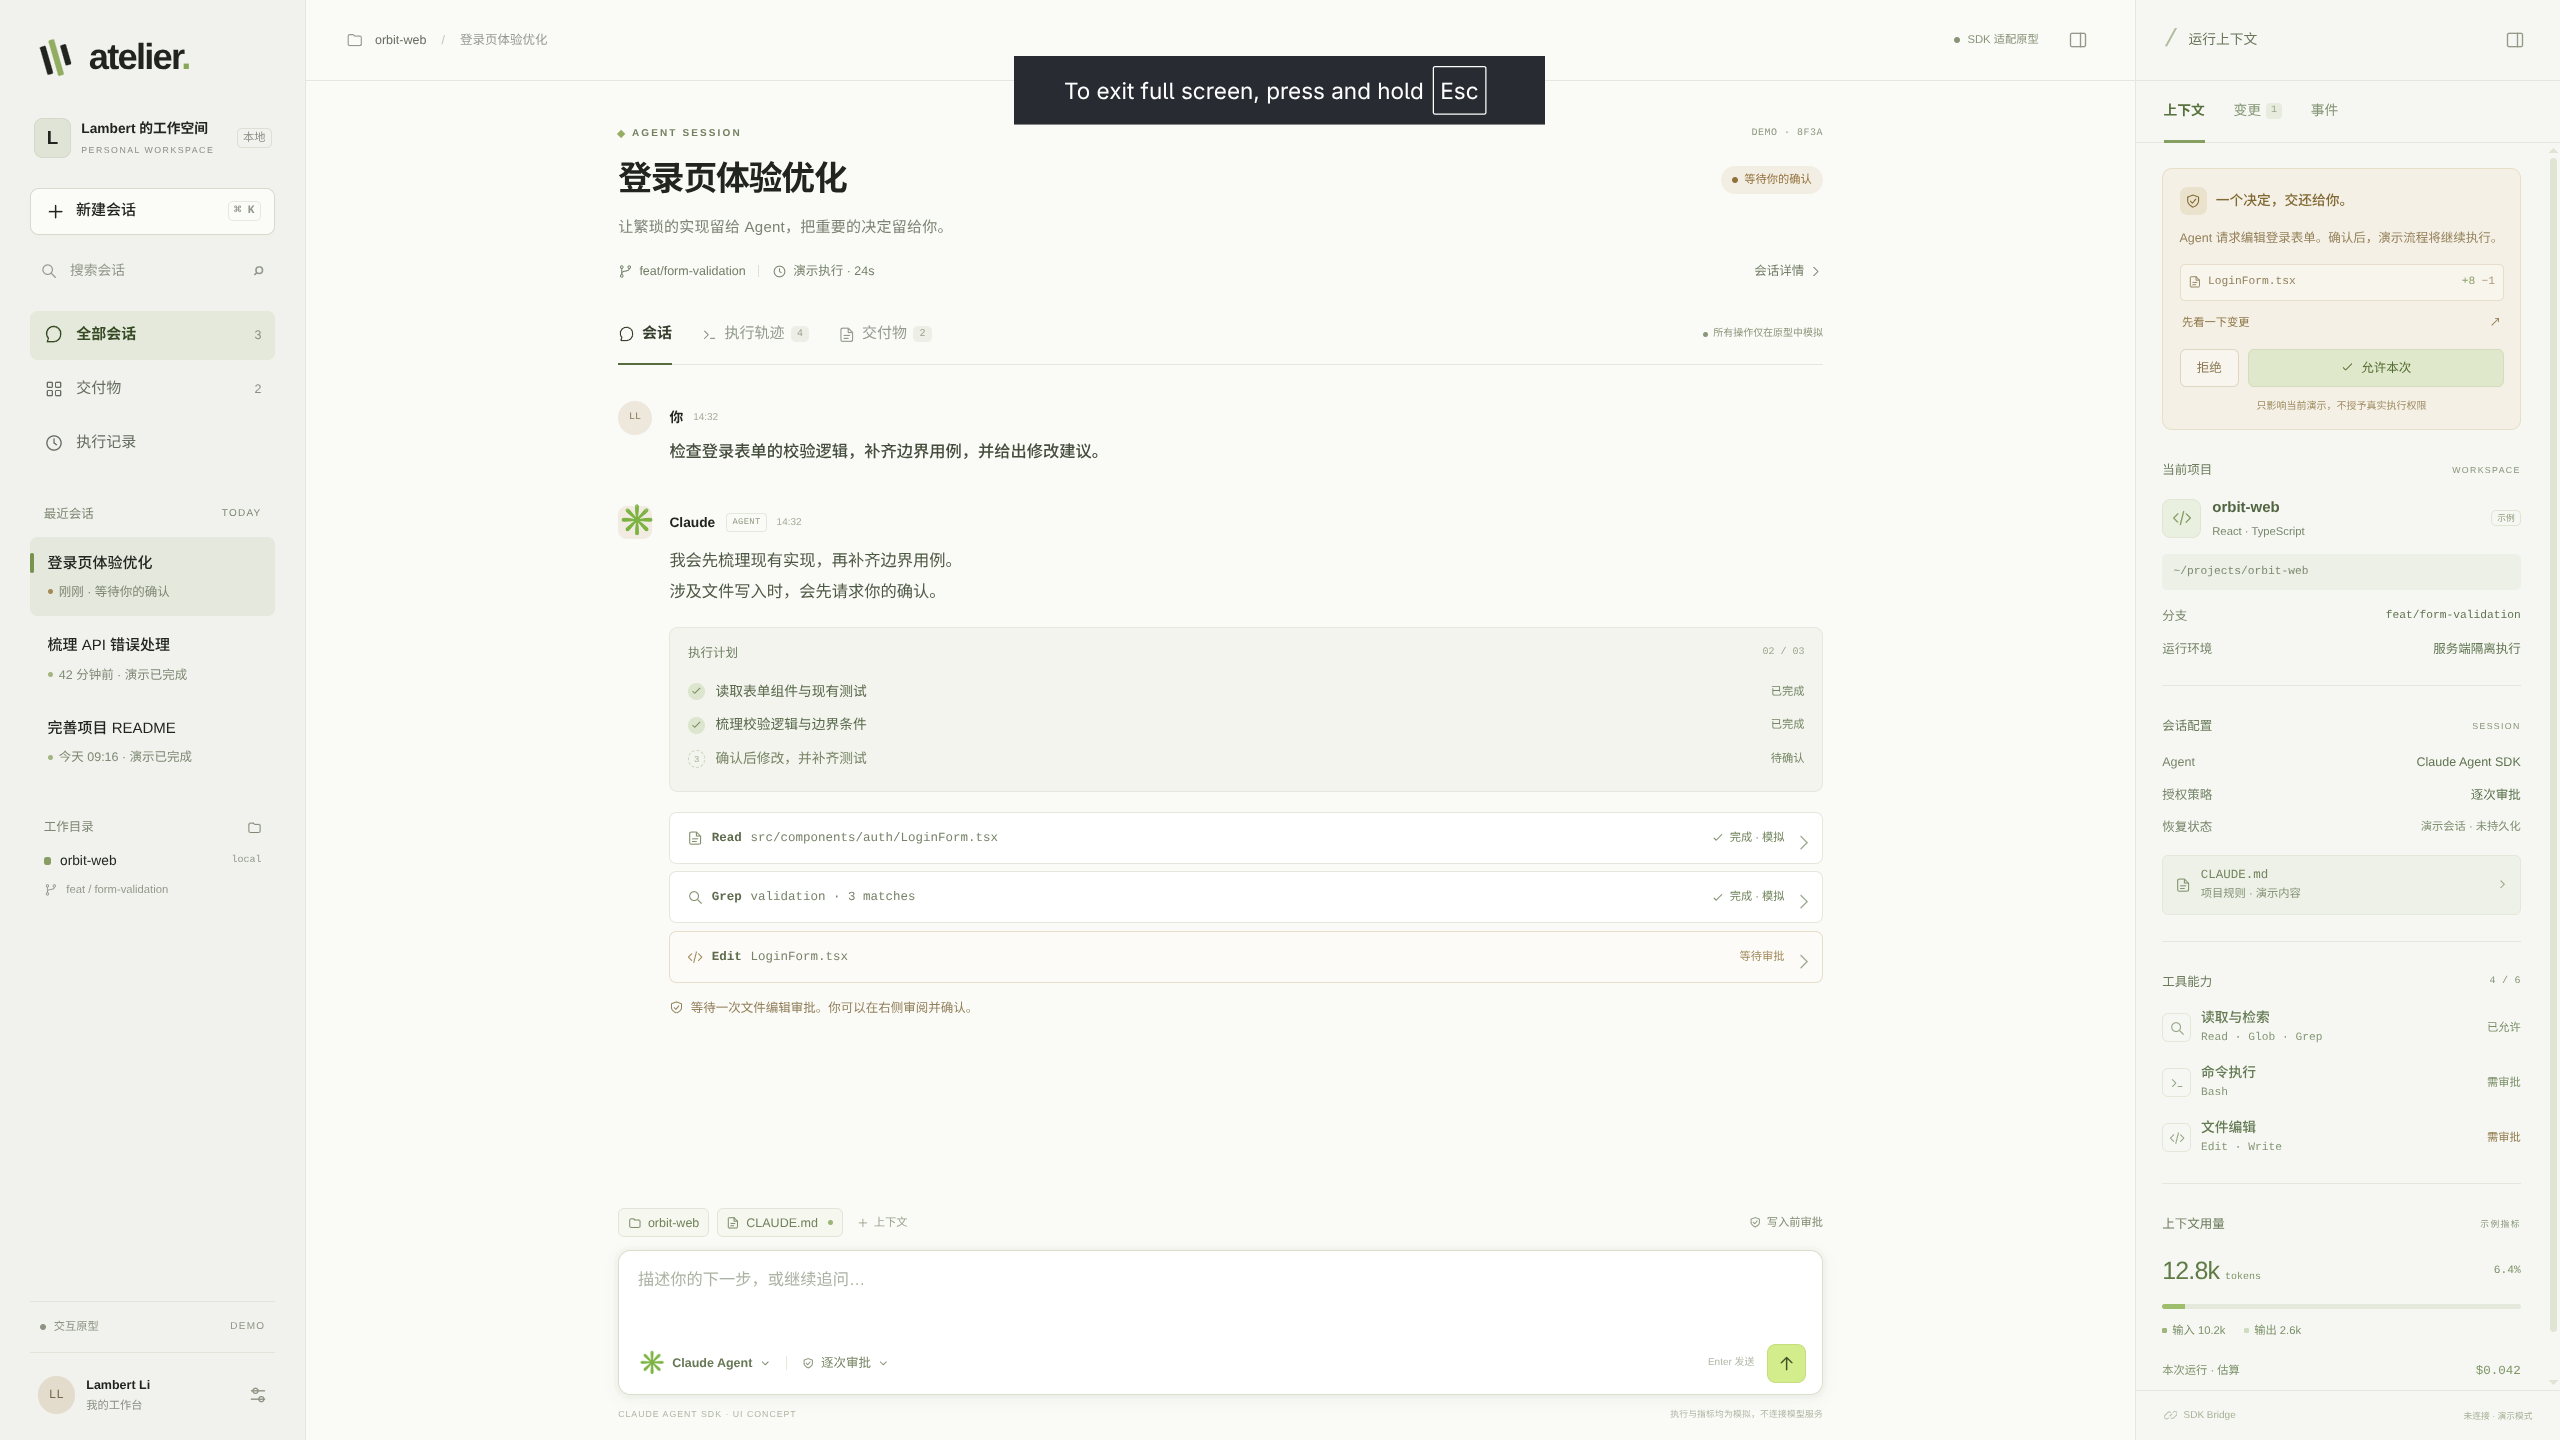 atelier.
L
Lambert 的工作空间
PERSONAL WORKSPACE
本地
新建会话
⌘ K
搜索会话
全部会话 3
交付物 2
执行记录
最近会话 TODAY
登录页体验优化
刚刚 · 等待你的确认
梳理 API 错误处理
42 分钟前 · 演示已完成
完善项目 README
今天 09:16 · 演示已完成
工作目录
orbit-web local
feat / form-validation
交互原型 DEMO
LL
Lambert Li
我的工作台
orbit-web / 登录页体验优化
SDK 适配原型
To exit full screen, press and hold Esc
AGENT SESSION
DEMO · 8F3A
登录页体验优化
等待你的确认
让繁琐的实现留给 Agent，把重要的决定留给你。
feat/form-validation
演示执行 · 24s
会话详情
会话
执行轨迹 4
交付物 2
所有操作仅在原型中模拟
LL
你 14:32
检查登录表单的校验逻辑，补齐边界用例，并给出修改建议。
Claude AGENT 14:32
我会先梳理现有实现，再补齐边界用例。
涉及文件写入时，会先请求你的确认。
执行计划 02 / 03
读取表单组件与现有测试 已完成
梳理校验逻辑与边界条件 已完成
3 确认后修改，并补齐测试 待确认
Read src/components/auth/LoginForm.tsx 完成 · 模拟
Grep validation · 3 matches 完成 · 模拟
Edit LoginForm.tsx 等待审批
等待一次文件编辑审批。你可以在右侧审阅并确认。
orbit-web
CLAUDE.md
上下文
写入前审批
描述你的下一步，或继续追问…
Claude Agent
逐次审批
Enter 发送
CLAUDE AGENT SDK · UI CONCEPT
执行与指标均为模拟，不连接模型服务
/ 运行上下文
上下文
变更 1
事件
一个决定，交还给你。
Agent 请求编辑登录表单。确认后，演示流程将继续执行。
LoginForm.tsx +8 −1
先看一下变更 ↗
拒绝
允许本次
只影响当前演示，不授予真实执行权限
当前项目 WORKSPACE
orbit-web
React · TypeScript
示例
~/projects/orbit-web
分支 feat/form-validation
运行环境 服务端隔离执行
会话配置 SESSION
Agent Claude Agent SDK
授权策略 逐次审批
恢复状态 演示会话 · 未持久化
CLAUDE.md
项目规则 · 演示内容
工具能力 4 / 6
读取与检索
Read · Glob · Grep
已允许
命令执行
Bash
需审批
文件编辑
Edit · Write
需审批
上下文用量 示例指标
12.8k tokens 6.4%
输入 10.2k 输出 2.6k
本次运行 · 估算 $0.042
SDK Bridge 未连接 · 演示模式